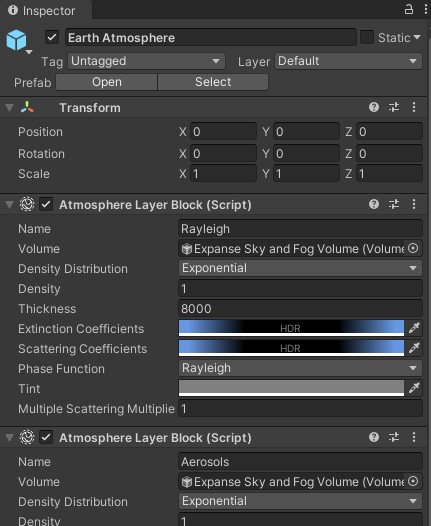 Inspector
Earth Atmosphere Static
Tag Untagged Layer Default
Prefab Open Select
Transform
Position X 0 Y 0 Z 0
Rotation X 0 Y 0 Z 0
Scale X 1 Y 1 Z 1
Atmosphere Layer Block (Script)
Name Rayleigh
Volume Expanse Sky and Fog Volume (Volume
Density Distribution Exponential
Density 1
Thickness 8000
Extinction Coefficients HDR
Scattering Coefficients HDR
Phase Function Rayleigh
Tint
Multiple Scattering Multiplie 1
Atmosphere Layer Block (Script)
Name Aerosols
Volume Expanse Sky and Fog Volume (Volume
Density Distribution Exponential
Density 1